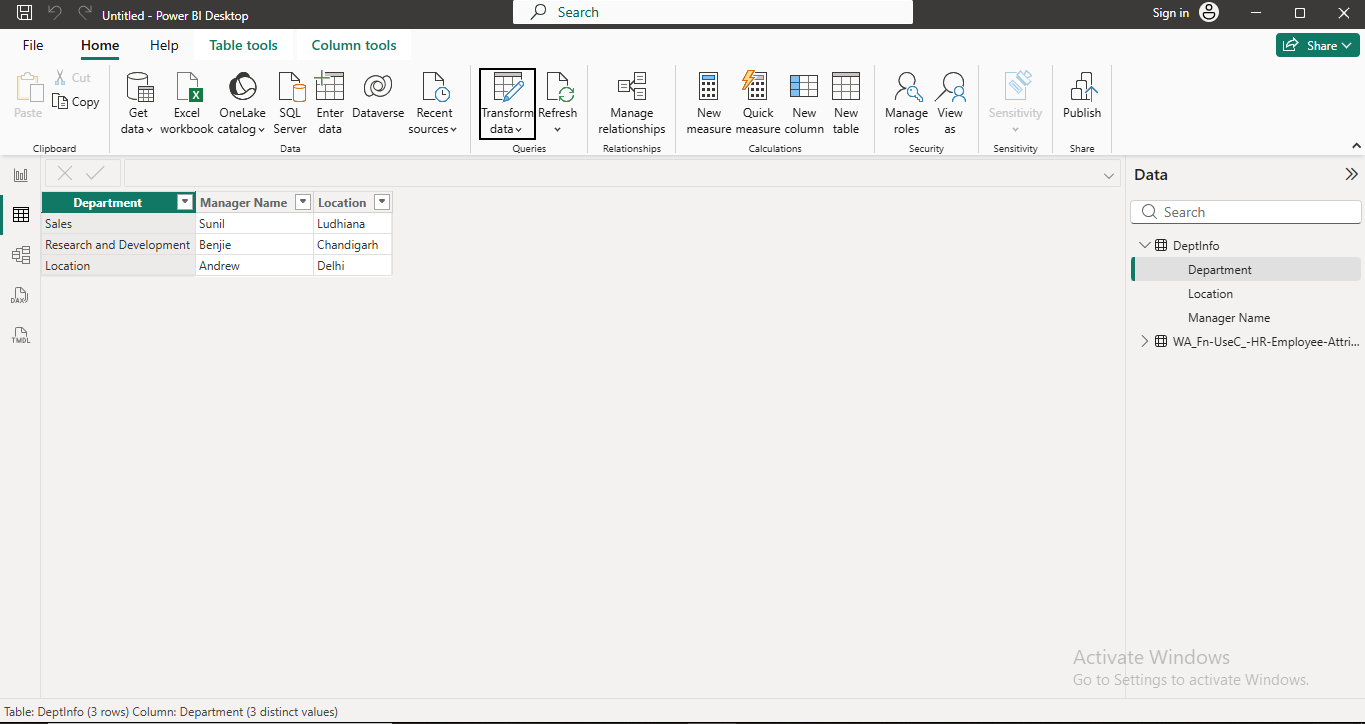 Untitled - Power BI Desktop
Search
Sign in
File Home Help Table tools Column tools
Share
Paste
Cut
Copy
Clipboard
Get data
Excel workbook
OneLake catalog
SQL Server
Enter data
Dataverse
Recent sources
Data
Transform data
Refresh
Queries
Manage relationships
Relationships
New measure
Quick measure
New column
New table
Calculations
Manage roles
View as
Security
Sensitivity
Sensitivity
Publish
Share
DAX
TMDL
Department Manager Name Location
Sales Sunil Ludhiana
Research and Development Benjie Chandigarh
Location Andrew Delhi
Data
Search
DeptInfo
Department
Location
Manager Name
WA_Fn-UseC_-HR-Employee-Attri...
Activate Windows
Go to Settings to activate Windows.
Table: DeptInfo (3 rows) Column: Department (3 distinct values)